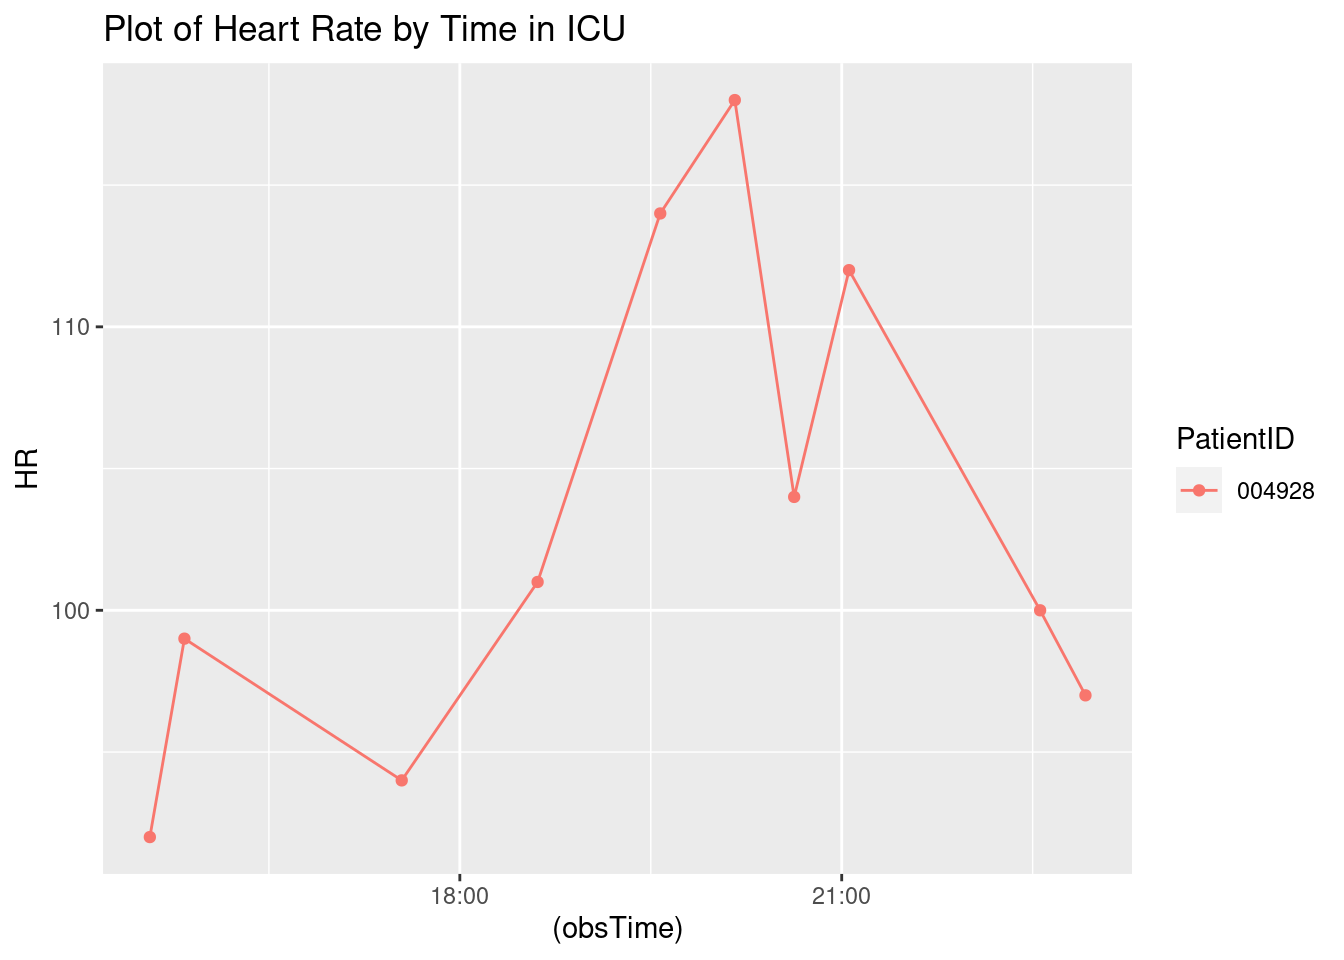 Plot of Heart Rate by Time in ICU
HR
110
100
18:00
21:00
(obsTime)
PatientID
004928